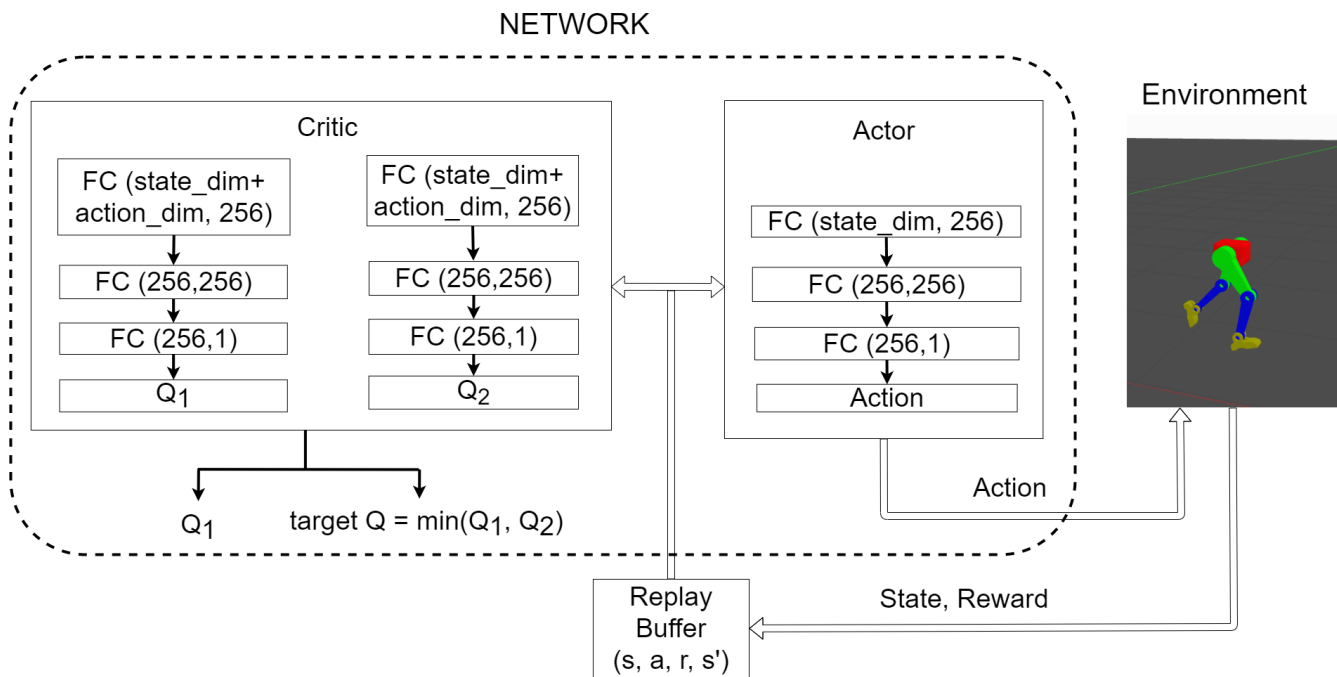 NETWORK
Critic
FC (state_dim+
action_dim, 256)
FC (256,256)
FC (256,1)
Q1
FC (state_dim+
action_dim, 256)
FC (256,256)
FC (256,1)
Q2
Q1
target Q = min(Q1, Q2)
Actor
FC (state_dim, 256)
FC (256,256)
FC (256,1)
Action
Action
Environment
State, Reward
Replay
Buffer
(s, a, r, s')